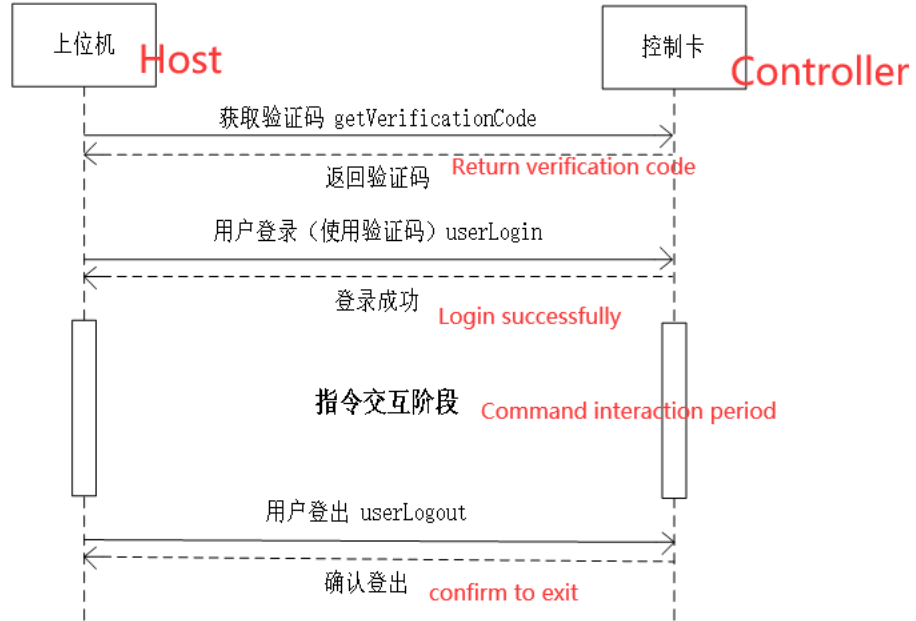 上位机
Host
控制卡
Controller
获取验证码 getVerificationCode
返回验证码
Return verification code
用户登录（使用验证码）userLogin
登录成功
Login successfully
指令交互阶段
Command interaction period
用户登出 userLogout
确认登出
confirm to exit